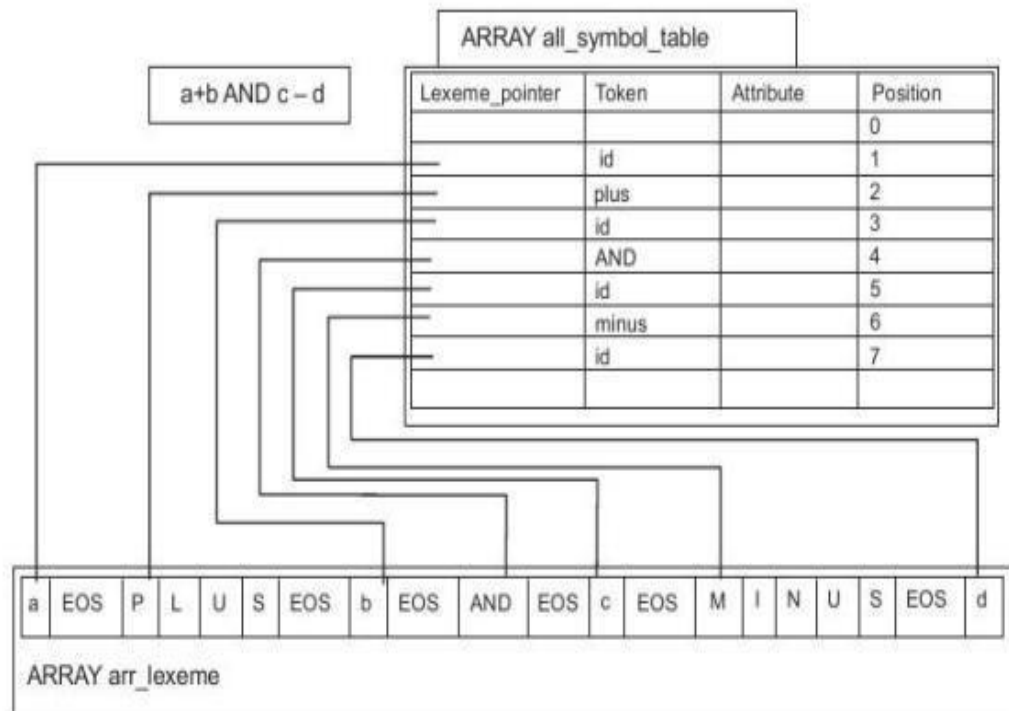 ARRAY all_symbol_table
a+b AND c – d
Lexeme_pointer Token Attribute Position
0
id 1
plus 2
id 3
AND 4
id 5
minus 6
id 7
a EOS P L U S EOS b EOS AND EOS c EOS M I N U S EOS d
ARRAY arr_lexeme